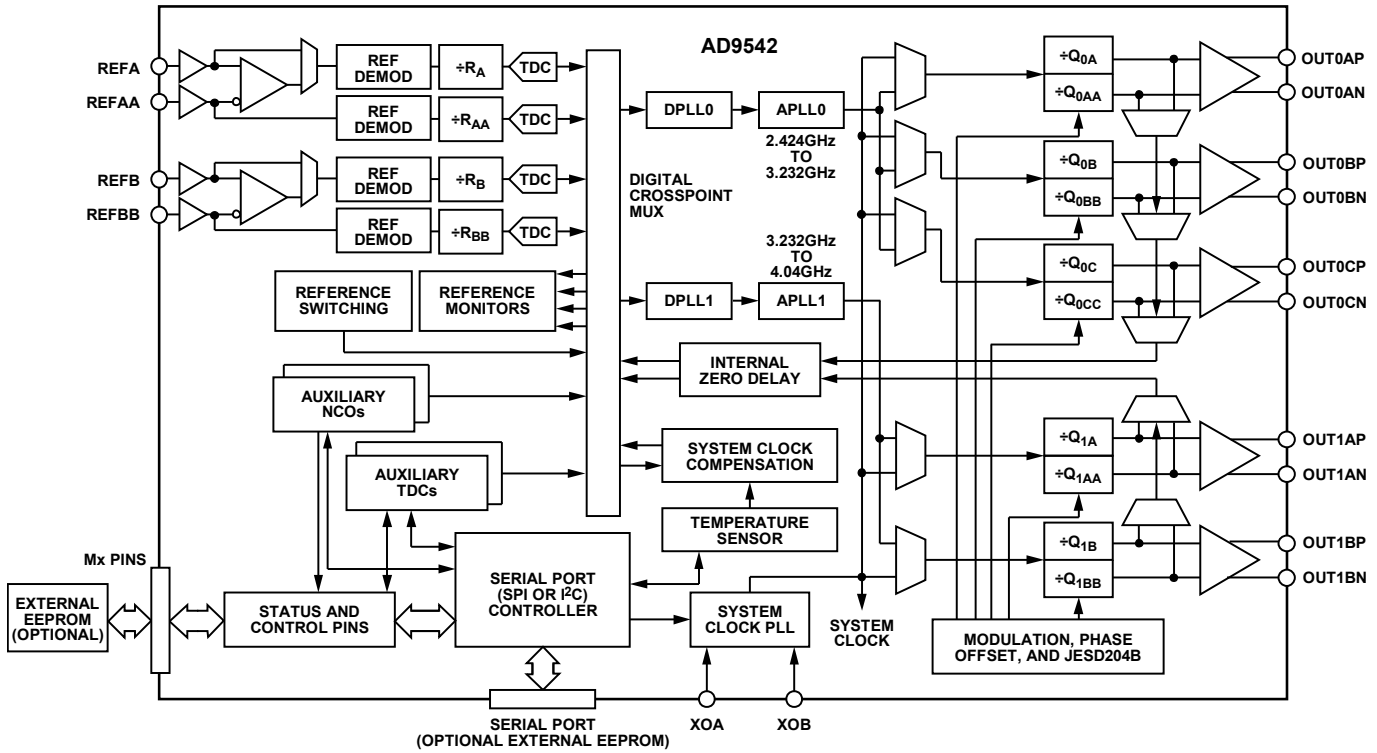 AD9542
REFA
REFAA
REFB
REFBB
REF
DEMOD
÷RA
TDC
REF
DEMOD
÷RAA
TDC
REF
DEMOD
÷RB
TDC
REF
DEMOD
÷RBB
TDC
DIGITAL
CROSSPOINT
MUX
DPLL0
APLL0
2.424GHz
TO
3.232GHz
3.232GHz
TO
4.04GHz
DPLL1
APLL1
REFERENCE
SWITCHING
REFERENCE
MONITORS
INTERNAL
ZERO DELAY
AUXILIARY
NCOs
AUXILIARY
TDCs
SYSTEM CLOCK
COMPENSATION
TEMPERATURE
SENSOR
Mx PINS
EXTERNAL
EEPROM
(OPTIONAL)
STATUS AND
CONTROL PINS
SERIAL PORT
(SPI OR I2C)
CONTROLLER
SYSTEM
CLOCK PLL
SYSTEM
CLOCK
MODULATION, PHASE
OFFSET, AND JESD204B
÷Q0A
÷Q0AA
÷Q0B
÷Q0BB
÷Q0C
÷Q0CC
÷Q1A
÷Q1AA
÷Q1B
÷Q1BB
OUT0AP
OUT0AN
OUT0BP
OUT0BN
OUT0CP
OUT0CN
OUT1AP
OUT1AN
OUT1BP
OUT1BN
SERIAL PORT
(OPTIONAL EXTERNAL EEPROM)
XOA
XOB